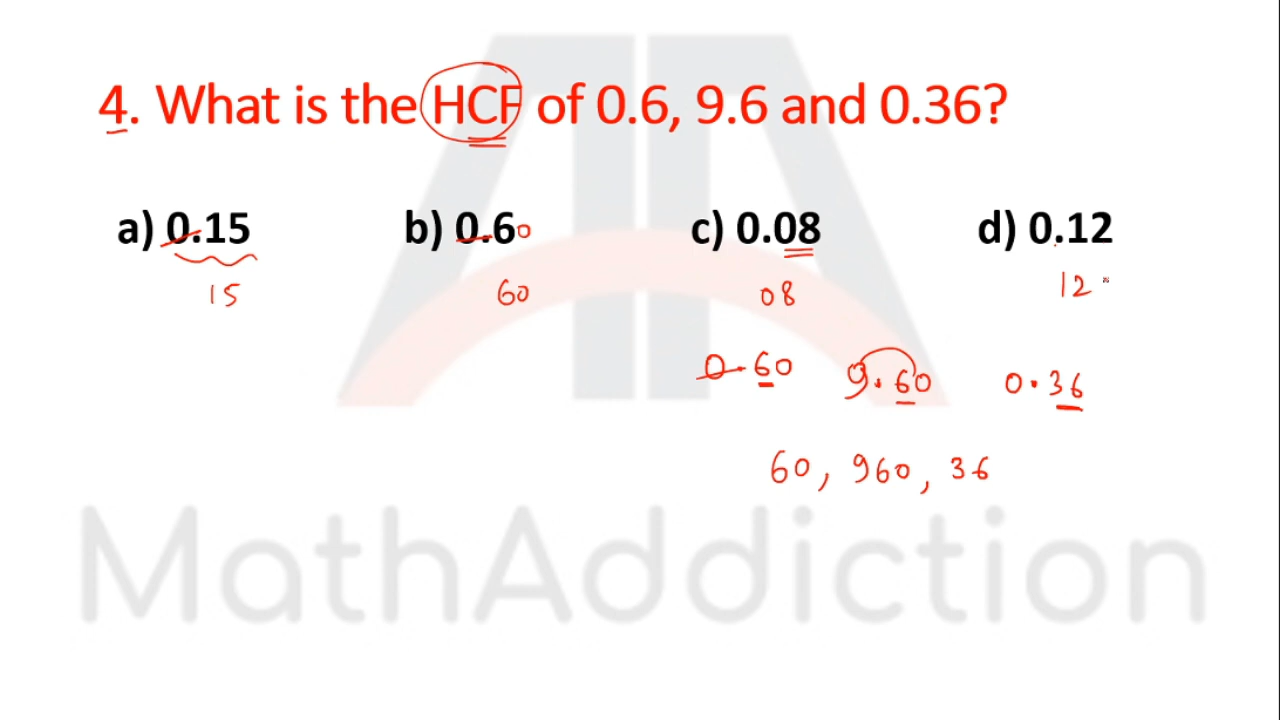 4. What is the HCF of 0.6, 9.6 and 0.36?
a) 0.15 b) 0.60 c) 0.08 d) 0.12
15 60 08 12
0.60 9.60 0.36
60, 960, 36
MathAddiction